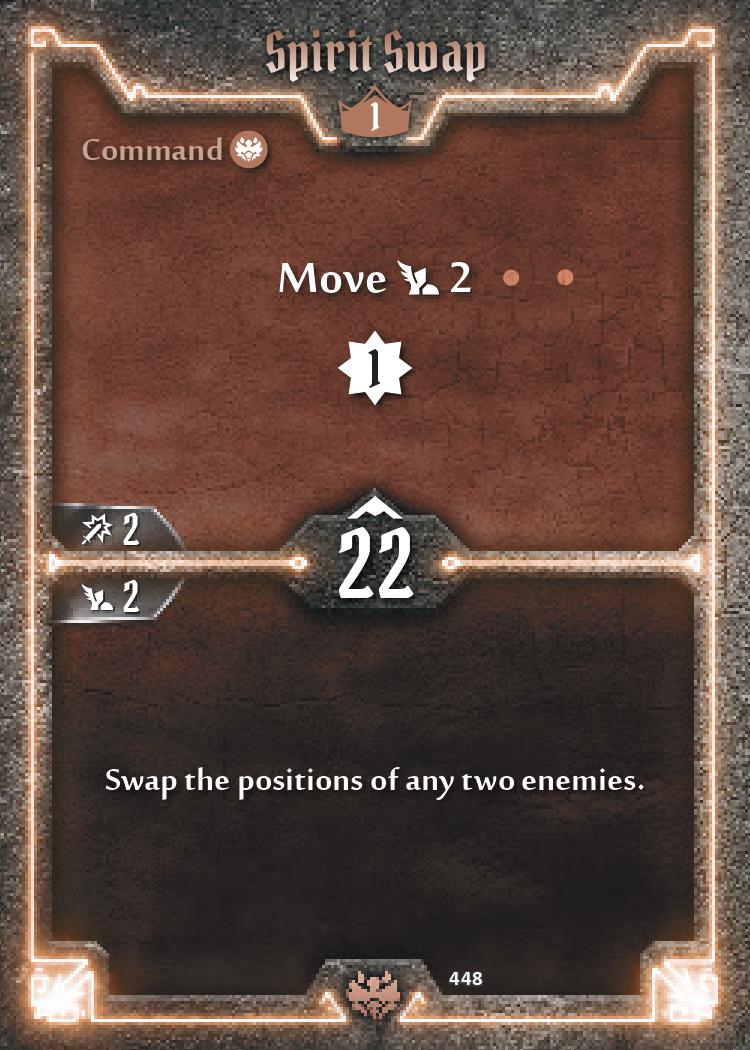 Spirit Swap
1
Command
Move 2
1
2
22
2
Swap the positions of any two enemies.
448